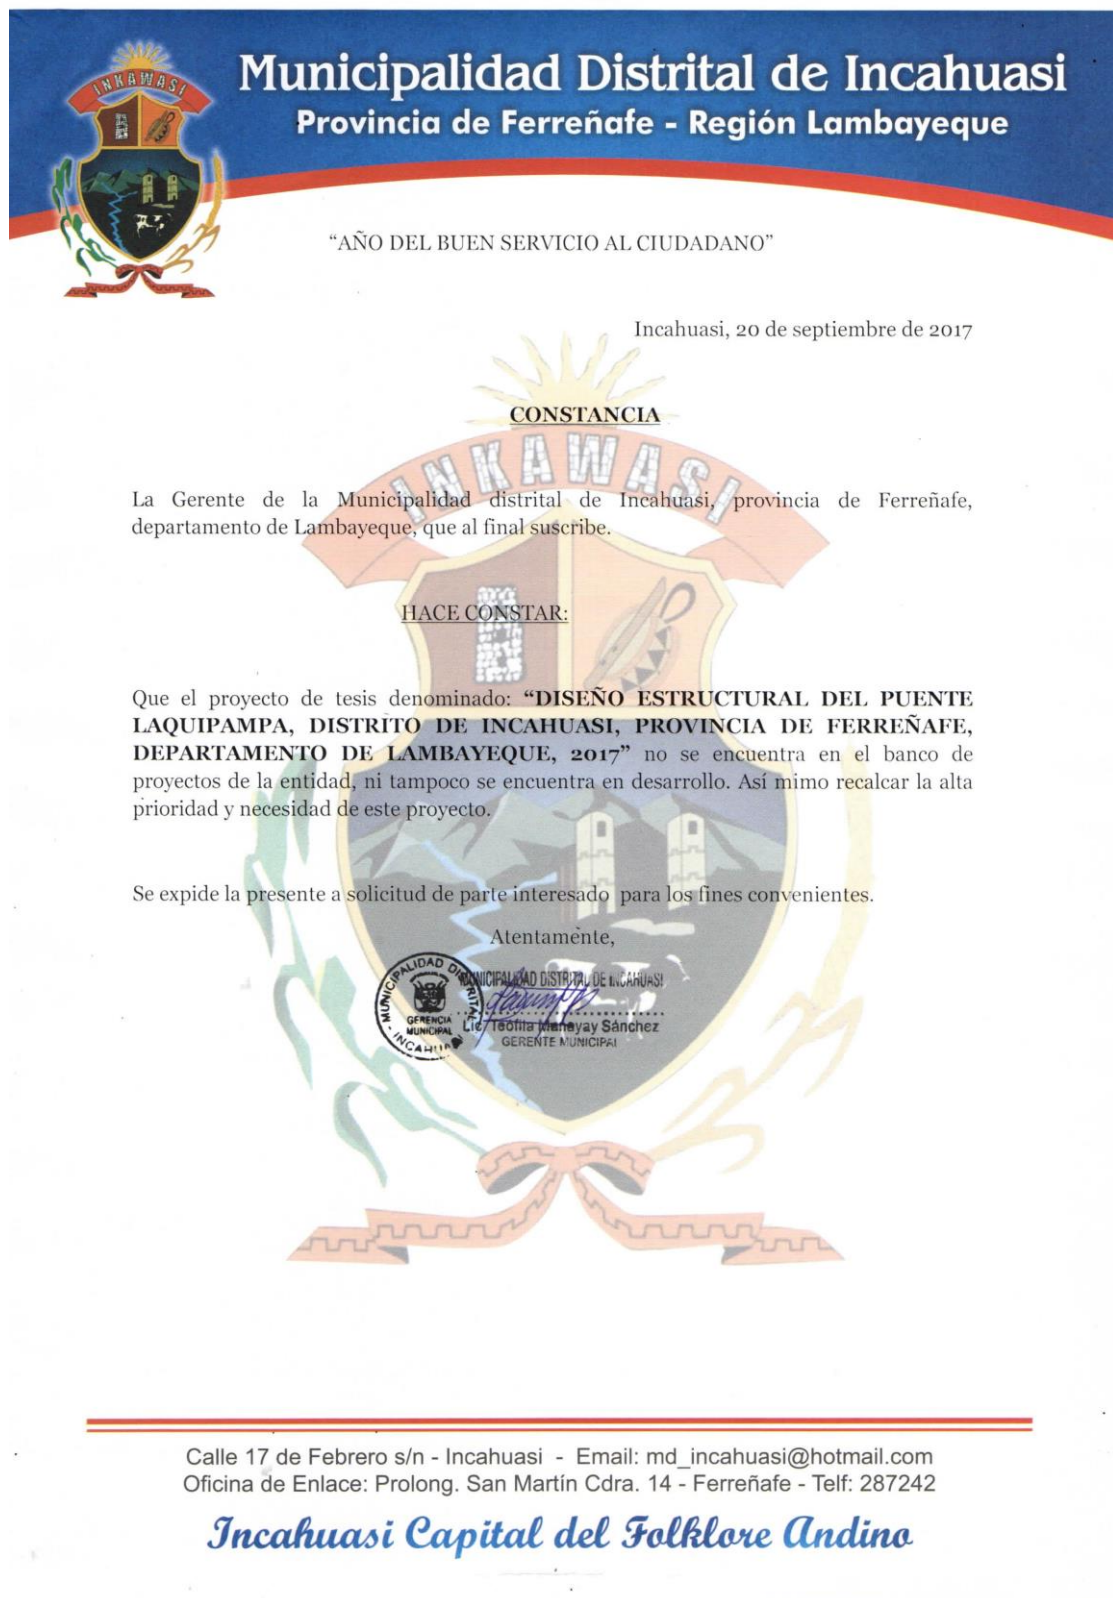 INKAWASI
Municipalidad Distrital de Incahuasi
Provincia de Ferreñafe - Región Lambayeque
“AÑO DEL BUEN SERVICIO AL CIUDADANO”
Incahuasi, 20 de septiembre de 2017
CONSTANCIA
INKAWASI
La Gerente de la Municipalidad distrital de Incahuasi, provincia de Ferreñafe,
departamento de Lambayeque, que al final suscribe.
HACE CONSTAR:
Que el proyecto de tesis denominado: “DISEÑO ESTRUCTURAL DEL PUENTE
LAQUIPAMPA, DISTRITO DE INCAHUASI, PROVINCIA DE FERREÑAFE,
DEPARTAMENTO DE LAMBAYEQUE, 2017” no se encuentra en el banco de
proyectos de la entidad, ni tampoco se encuentra en desarrollo. Así mimo recalcar la alta
prioridad y necesidad de este proyecto.
Se expide la presente a solicitud de parte interesado para los fines convenientes.
Atentamente,
MUNICIPALIDAD DISTRITAL
GERENCIA
MUNICIPAL
- INCAHUASI
MUNICIPALIDAD DISTRITAL DE INCAHUASI
Lic. Teofila Manayay Sánchez
GERENTE MUNICIPAL
Calle 17 de Febrero s/n - Incahuasi - Email: md_incahuasi@hotmail.com
Oficina de Enlace: Prolong. San Martín Cdra. 14 - Ferreñafe - Telf: 287242
Incahuasi Capital del Folklore Andino